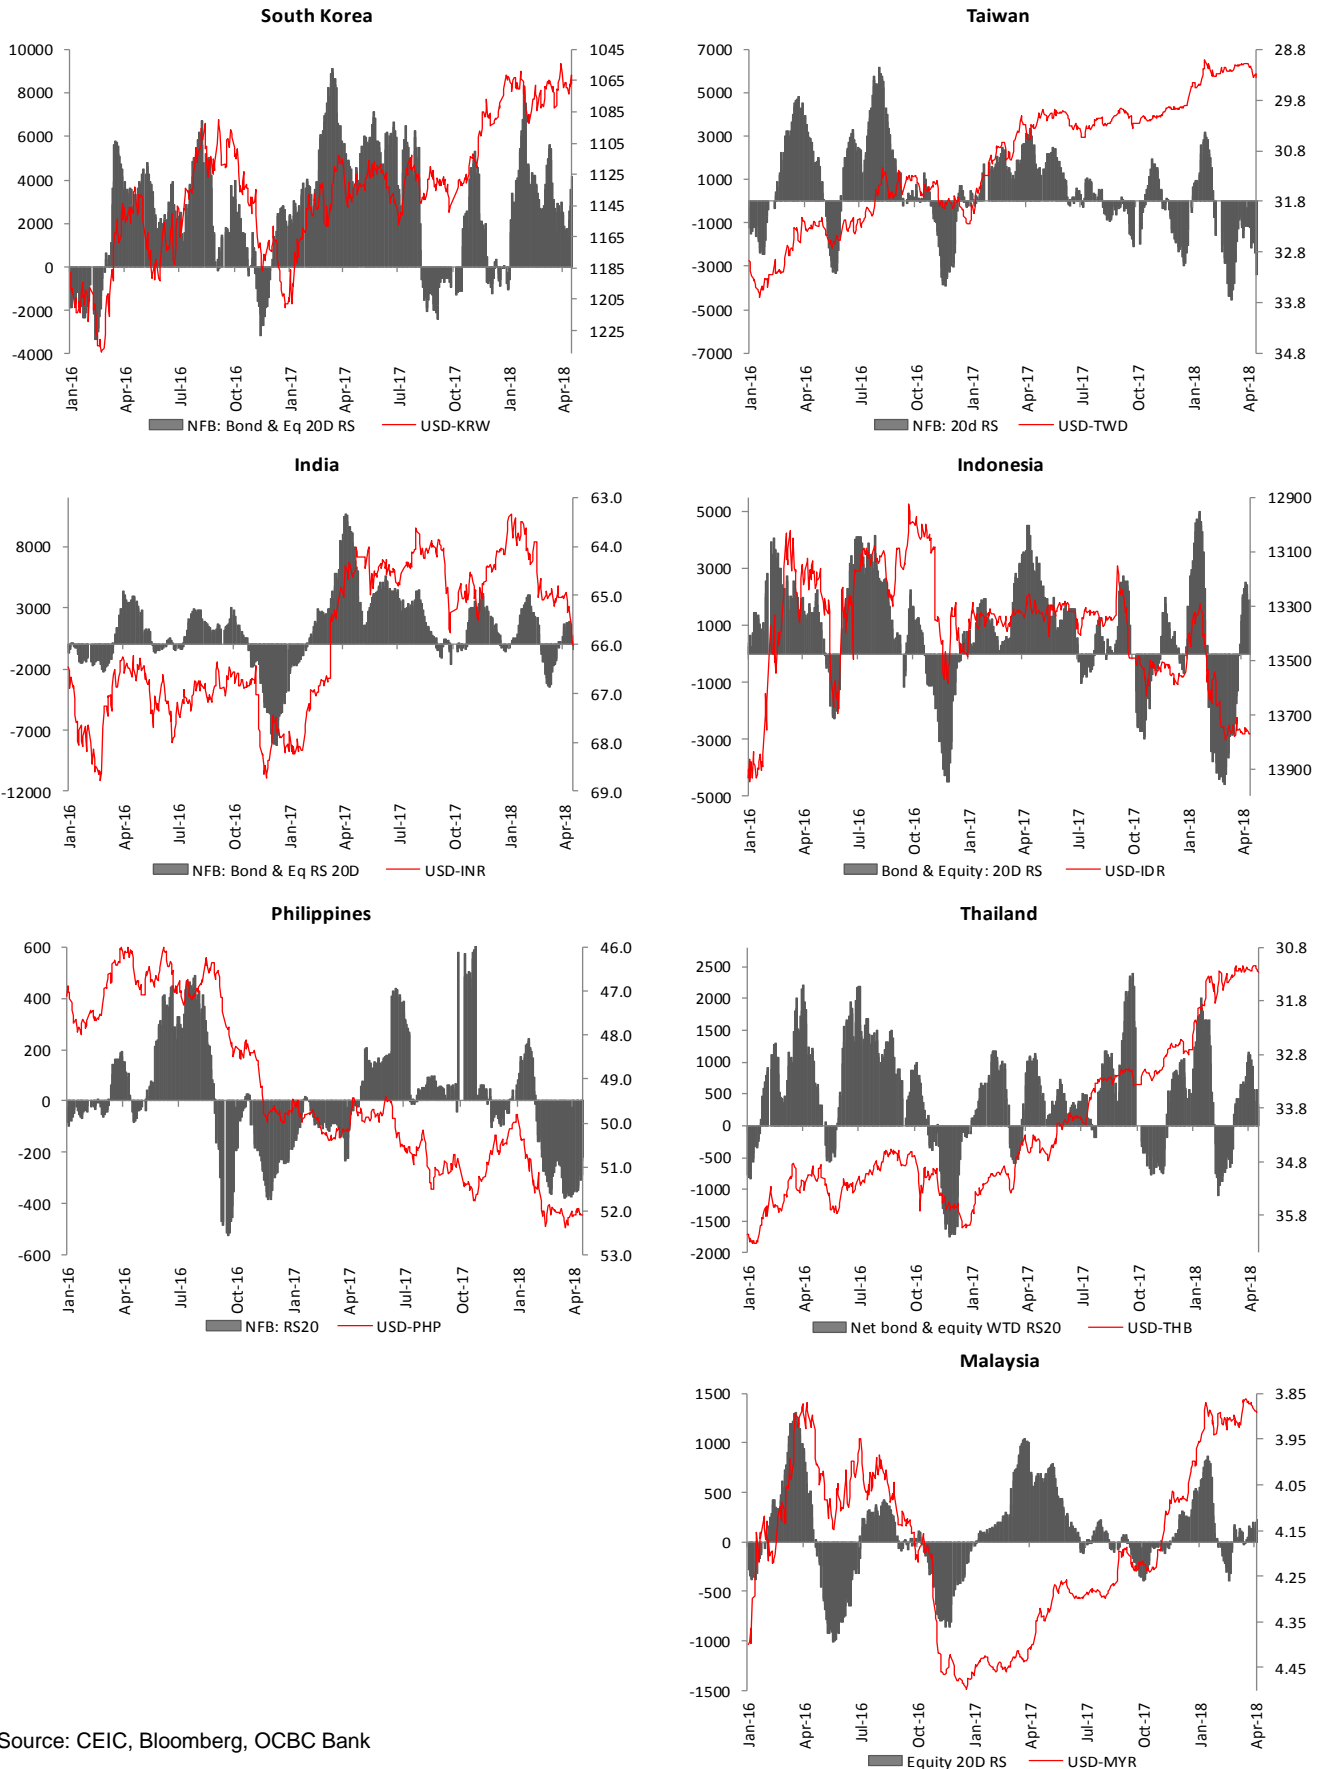 South Korea
10000
8000
6000
4000
2000
0
-2000
-4000
1045
1065
1085
1105
1125
1145
1165
1185
1205
1225
Jan-16
Apr-16
Jul-16
Oct-16
Jan-17
Apr-17
Jul-17
Oct-17
Jan-18
Apr-18
NFB: Bond & Eq 20D RS
USD-KRW
Taiwan
7000
5000
3000
1000
-1000
-3000
-5000
-7000
28.8
29.8
30.8
31.8
32.8
33.8
34.8
Jan-16
Apr-16
Jul-16
Oct-16
Jan-17
Apr-17
Jul-17
Oct-17
Jan-18
Apr-18
NFB: 20d RS
USD-TWD
India
8000
3000
-2000
-7000
-12000
63.0
64.0
65.0
66.0
67.0
68.0
69.0
Jan-16
Apr-16
Jul-16
Oct-16
Jan-17
Apr-17
Jul-17
Oct-17
Jan-18
Apr-18
NFB: Bond & Eq RS 20D
USD-INR
Indonesia
5000
3000
1000
-1000
-3000
-5000
12900
13100
13300
13500
13700
13900
Jan-16
Apr-16
Jul-16
Oct-16
Jan-17
Apr-17
Jul-17
Oct-17
Jan-18
Apr-18
Bond & Equity: 20D RS
USD-IDR
Philippines
600
400
200
0
-200
-400
-600
46.0
47.0
48.0
49.0
50.0
51.0
52.0
53.0
Jan-16
Apr-16
Jul-16
Oct-16
Jan-17
Apr-17
Jul-17
Oct-17
Jan-18
Apr-18
NFB: RS20
USD-PHP
Thailand
2500
2000
1500
1000
500
0
-500
-1000
-1500
-2000
30.8
31.8
32.8
33.8
34.8
35.8
Jan-16
Apr-16
Jul-16
Oct-16
Jan-17
Apr-17
Jul-17
Oct-17
Jan-18
Apr-18
Net bond & equity WTD RS20
USD-THB
Malaysia
1500
1000
500
0
-500
-1000
-1500
3.85
3.95
4.05
4.15
4.25
4.35
4.45
Jan-16
Apr-16
Jul-16
Oct-16
Jan-17
Apr-17
Jul-17
Oct-17
Jan-18
Apr-18
Equity 20D RS
USD-MYR
Source: CEIC, Bloomberg, OCBC Bank